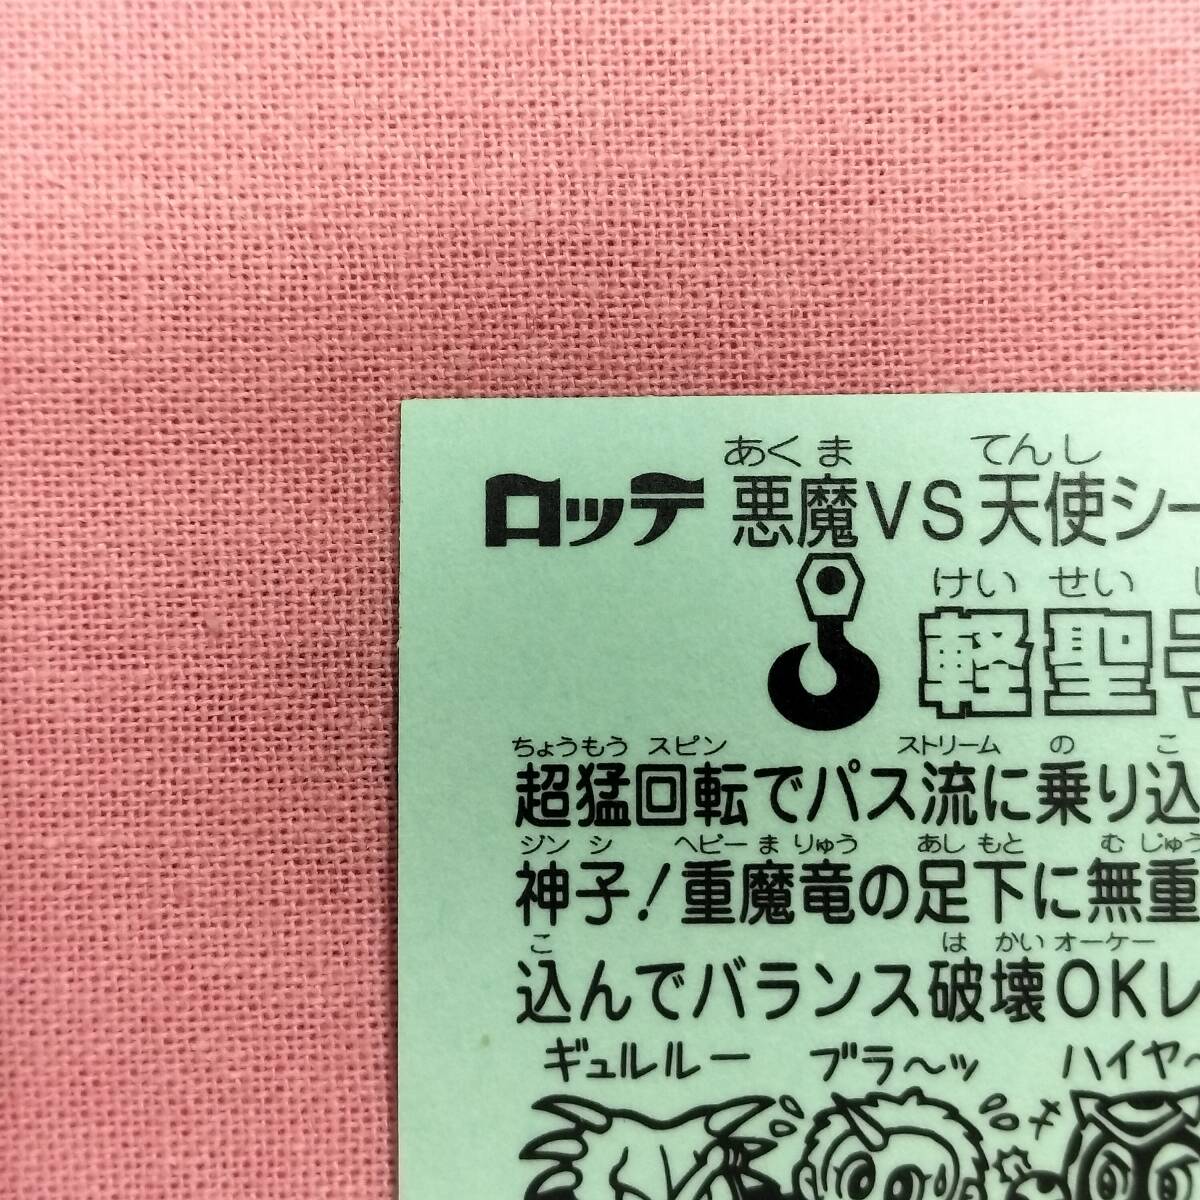 あくま てんし
ロッテ 悪魔VS天使シー
けい せい
軽聖
ちょうもう スピン ストリーム の こ
超猛回転でパス流に乗り込
ジンシ ヘビーまりゅう あしもと むじゅう
神子！重魔竜の足下に無重
こ はかい オーケー
込んでバランス破壊OKレ
ギュルルー ブラ〜ッ ハイヤ〜